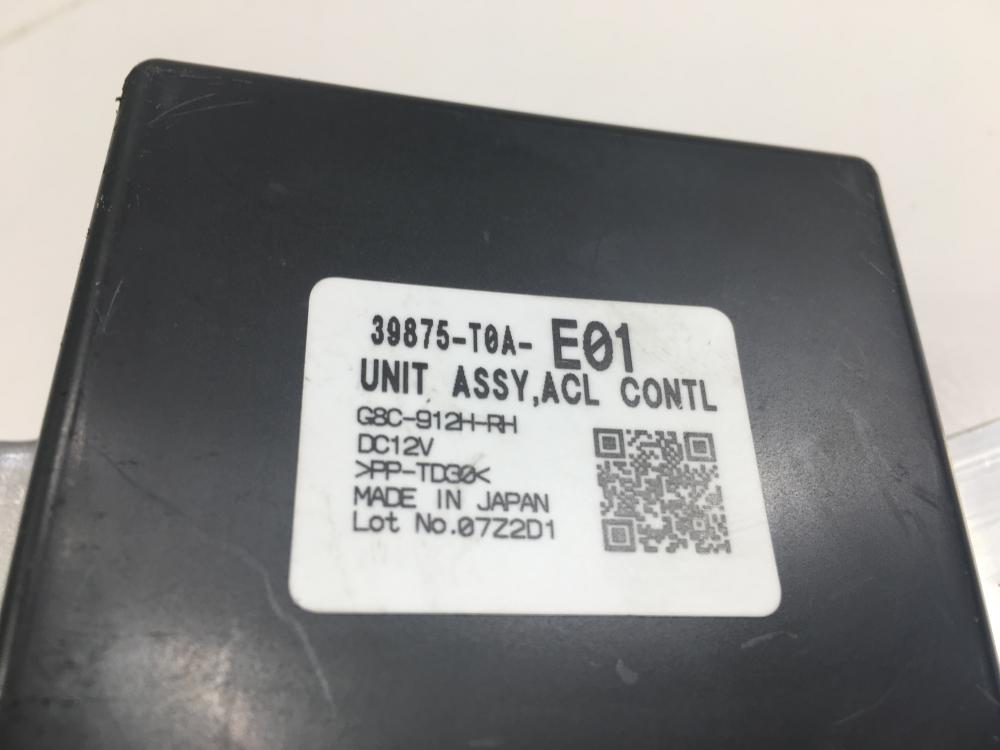 39875-T0A- E01
UNIT ASSY,ACL CONTL
G8C-912H-RH
DC12V
>PP-TD30<
MADE IN JAPAN
Lot No.07Z2D1